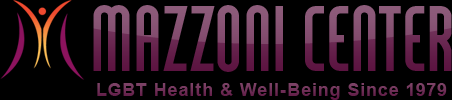 MAZZONI CENTER
LGBT Health & Well-Being Since 1979